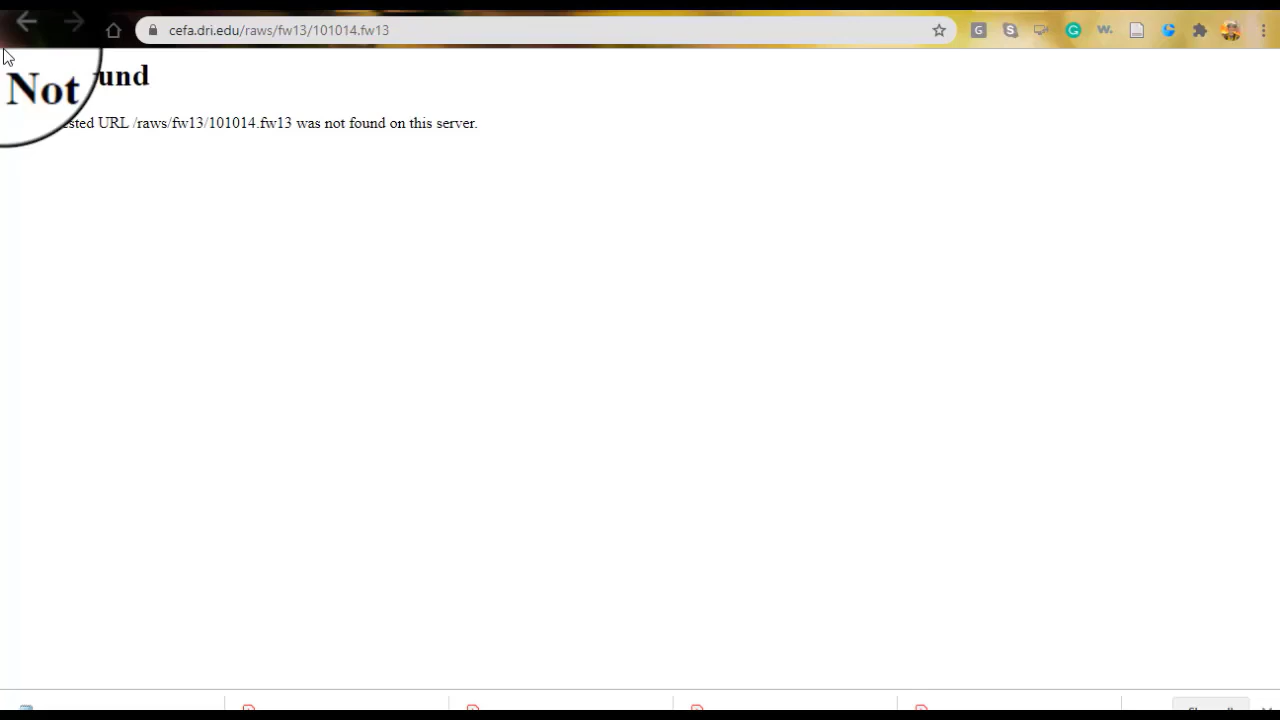 cefa.dri.edu/raws/fw13/101014.fw13
Not und
ested URL /raws/fw13/101014.fw13 was not found on this server.